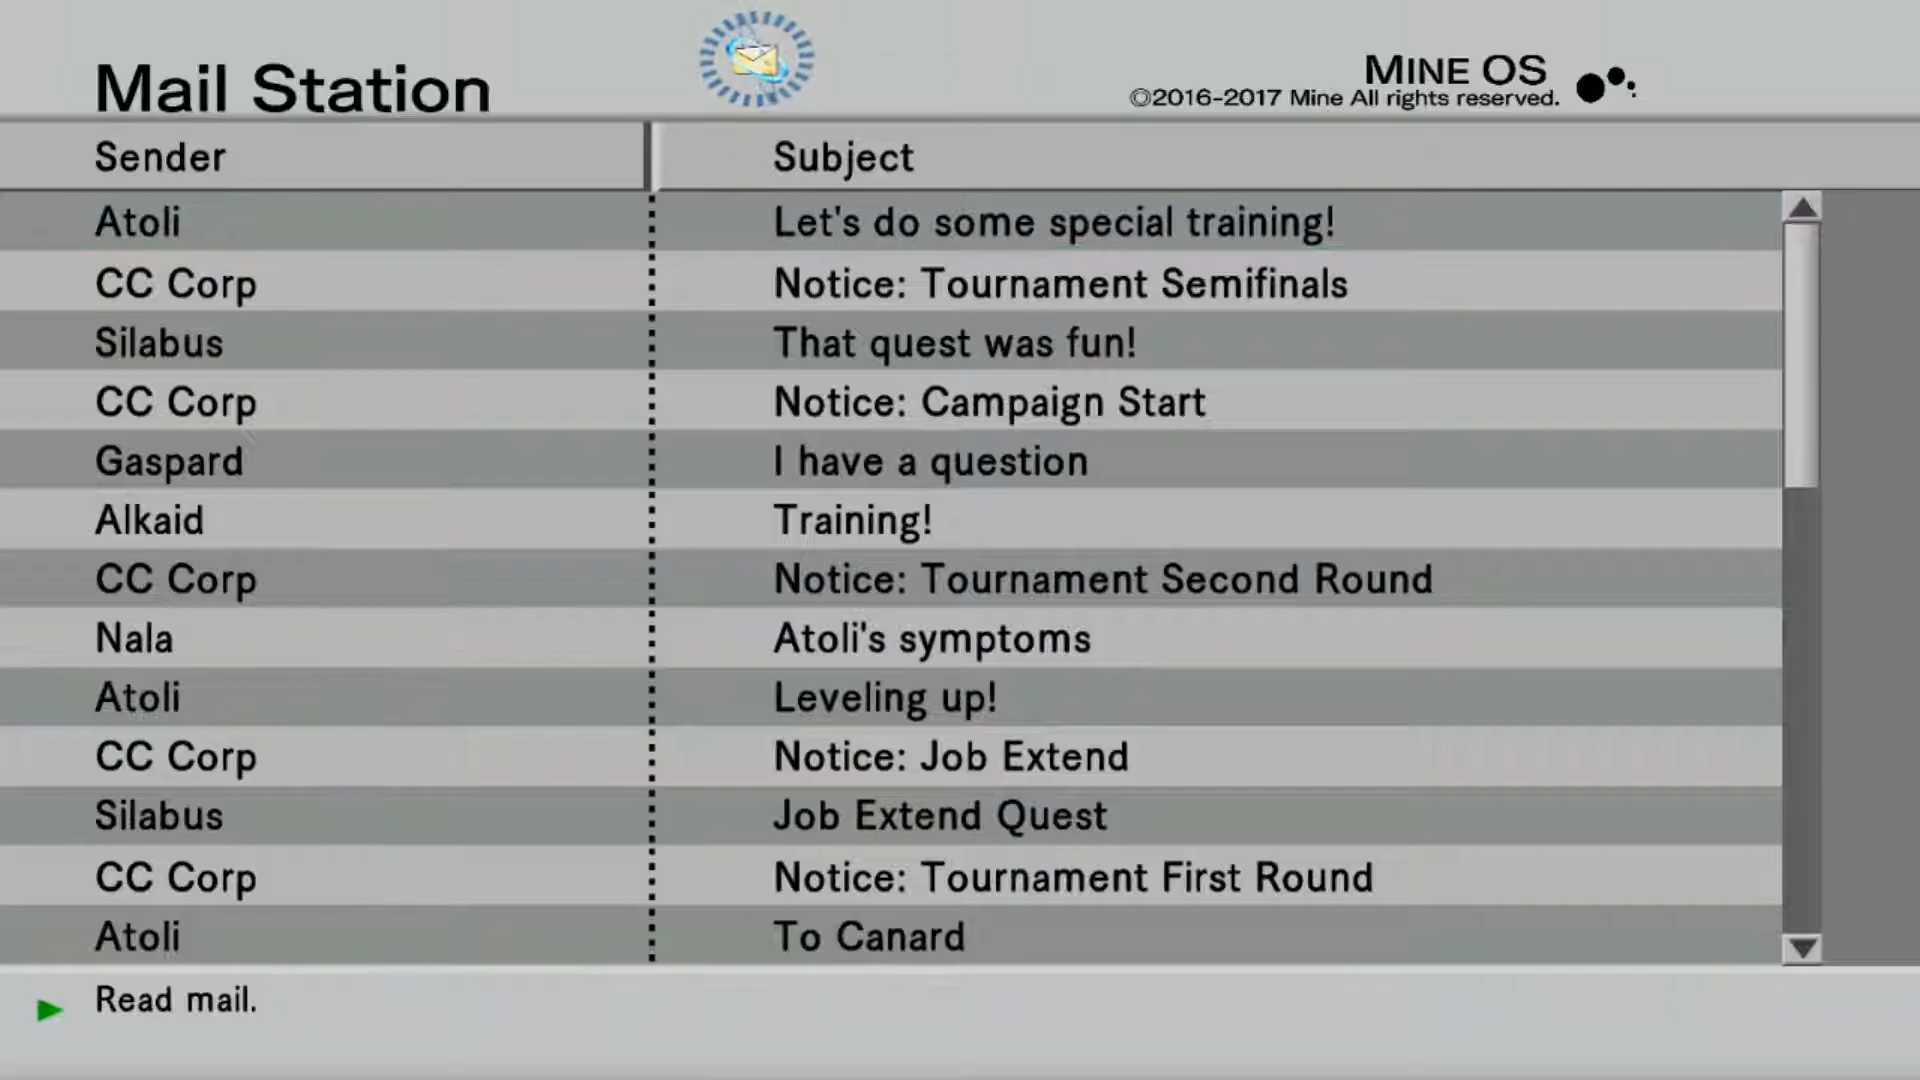 Mail Station
MINE OS
©2016-2017 Mine All rights reserved.
Sender Subject
Atoli Let's do some special training!
CC Corp Notice: Tournament Semifinals
Silabus That quest was fun!
CC Corp Notice: Campaign Start
Gaspard I have a question
Alkaid Training!
CC Corp Notice: Tournament Second Round
Nala Atoli's symptoms
Atoli Leveling up!
CC Corp Notice: Job Extend
Silabus Job Extend Quest
CC Corp Notice: Tournament First Round
Atoli To Canard
Read mail.